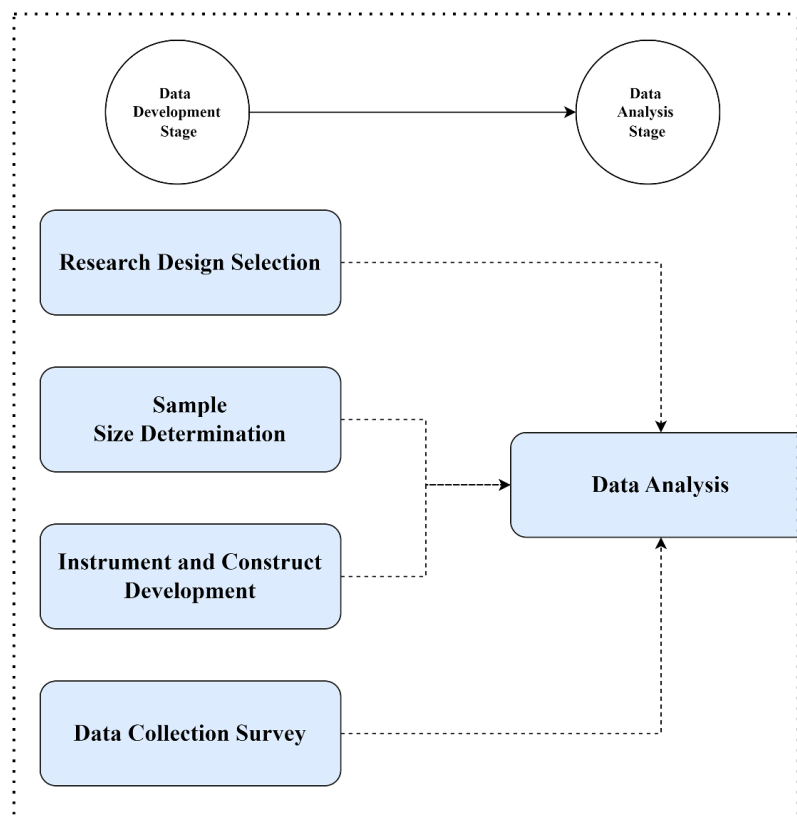 Data
Development
Stage
Data
Analysis
Stage
Research Design Selection
Sample
Size Determination
Instrument and Construct
Development
Data Analysis
Data Collection Survey